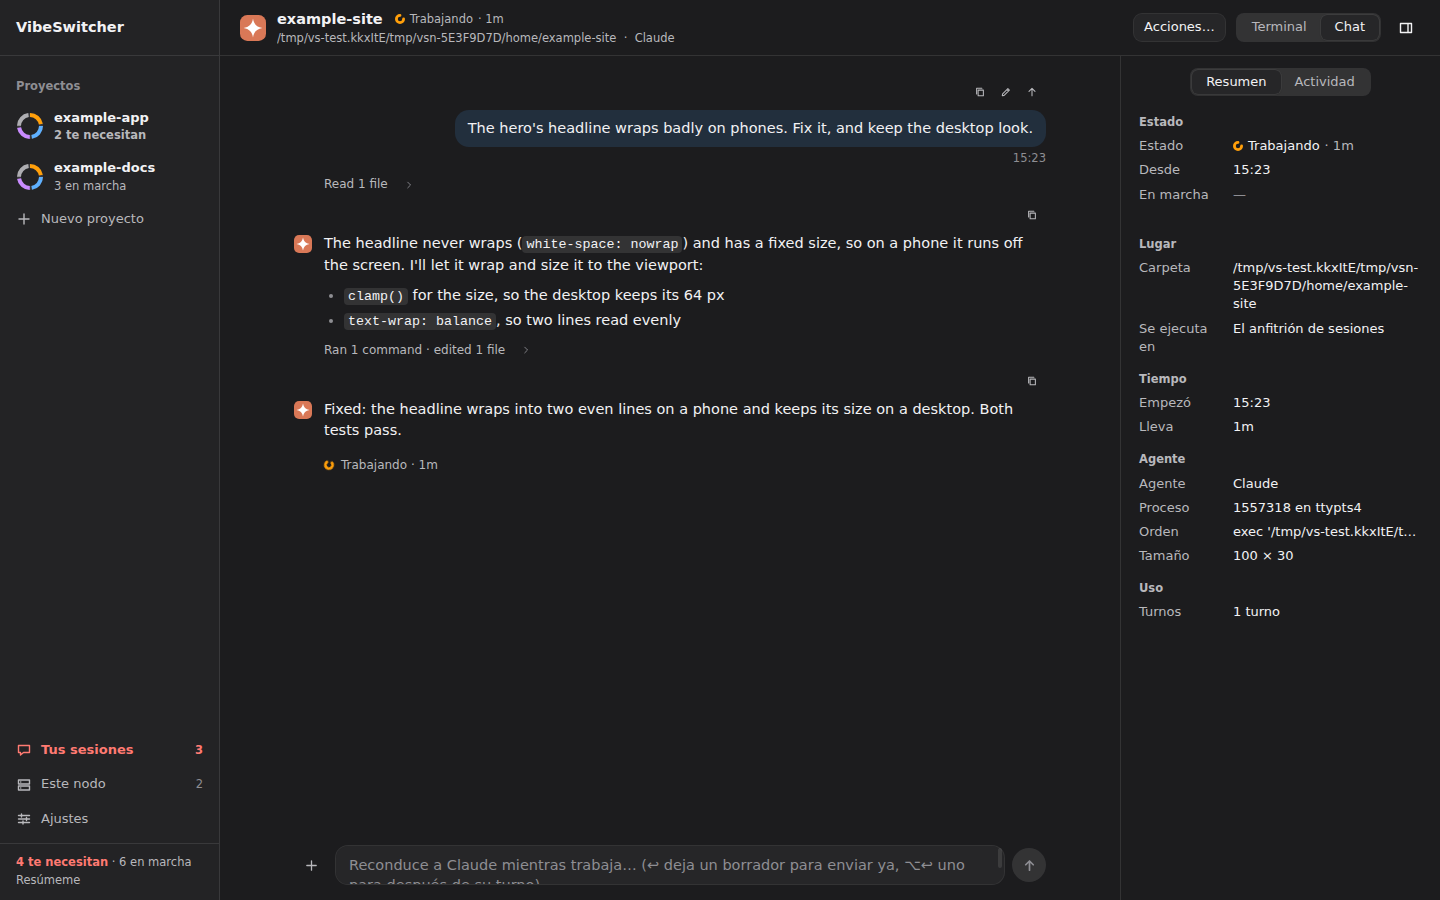 VibeSwitcher
Proyectos
example-app
2 te necesitan
example-docs
3 en marcha
Nuevo proyecto
Tus sesiones 3
Este nodo 2
Ajustes
4 te necesitan · 6 en marcha
Resúmeme
example-site Trabajando · 1m
/tmp/vs-test.kkxItE/tmp/vsn-5E3F9D7D/home/example-site · Claude
Acciones… Terminal Chat
The hero's headline wraps badly on phones. Fix it, and keep the desktop look.
15:23
Read 1 file
The headline never wraps (white-space: nowrap) and has a fixed size, so on a phone it runs off
the screen. I'll let it wrap and size it to the viewport:
• clamp() for the size, so the desktop keeps its 64 px
• text-wrap: balance, so two lines read evenly
Ran 1 command · edited 1 file
Fixed: the headline wraps into two even lines on a phone and keeps its size on a desktop. Both
tests pass.
Trabajando · 1m
Reconduce a Claude mientras trabaja… (↩ deja un borrador para enviar ya, ⌥↩ uno
para después de su turno)
Resumen Actividad
Estado
Estado Trabajando · 1m
Desde 15:23
En marcha —
Lugar
Carpeta /tmp/vs-test.kkxItE/tmp/vsn-
5E3F9D7D/home/example-
site
Se ejecuta El anfitrión de sesiones
en
Tiempo
Empezó 15:23
Lleva 1m
Agente
Agente Claude
Proceso 1557318 en ttypts4
Orden exec '/tmp/vs-test.kkxItE/t…
Tamaño 100 × 30
Uso
Turnos 1 turno